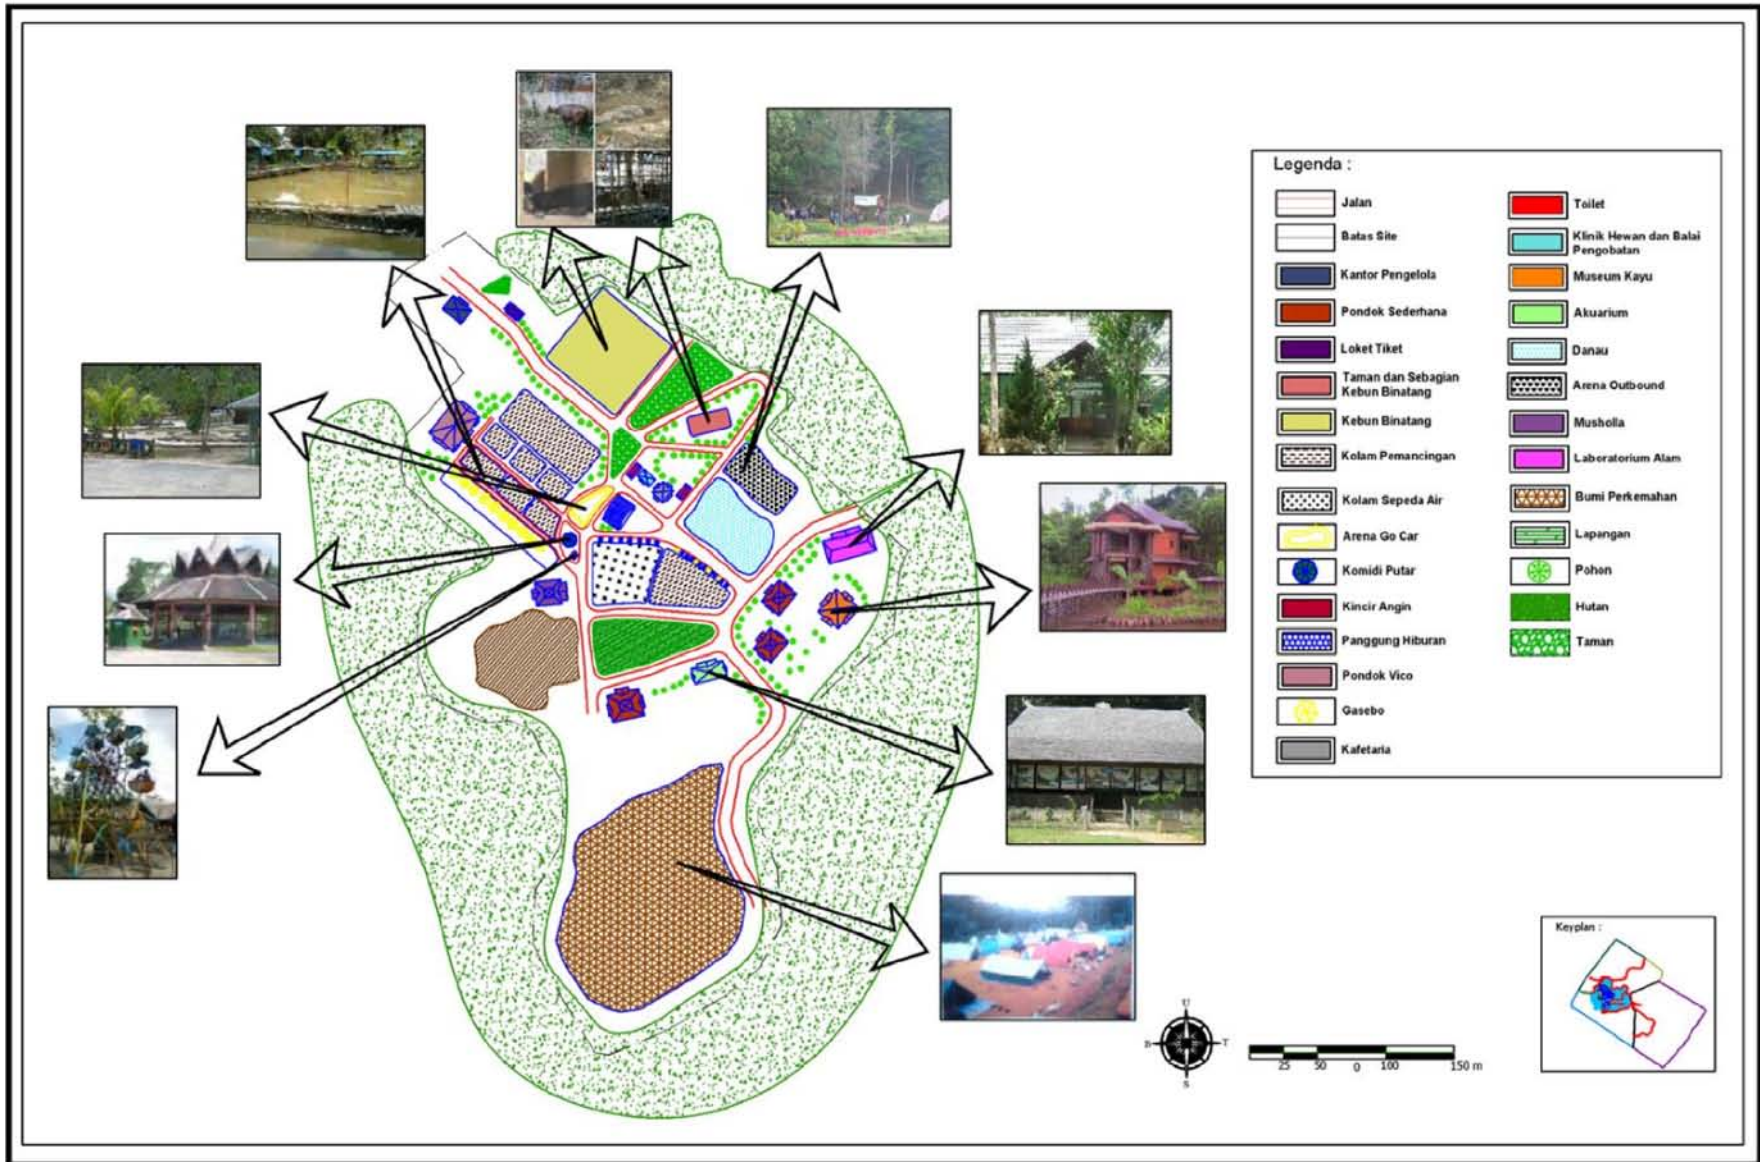 Legenda :
Jalan
Batas Site
Kantor Pengelola
Pondok Sederhana
Loket Tiket
Taman dan Sebagian
Kebun Binatang
Kebun Binatang
Kolam Pemancingan
Kolam Sepeda Air
Arena Go Car
Komidi Putar
Kincir Angin
Panggung Hiburan
Pondok Vico
Gasebo
Kafetaria
Toilet
Klinik Hewan dan Balai
Pengobatan
Museum Kayu
Akuarium
Danau
Arena Outbound
Musholla
Laboratorium Alam
Bumi Perkemahan
Lapangan
Pohon
Hutan
Taman
Keyplan :
U
B
T
S
25 50 0 100 150 m